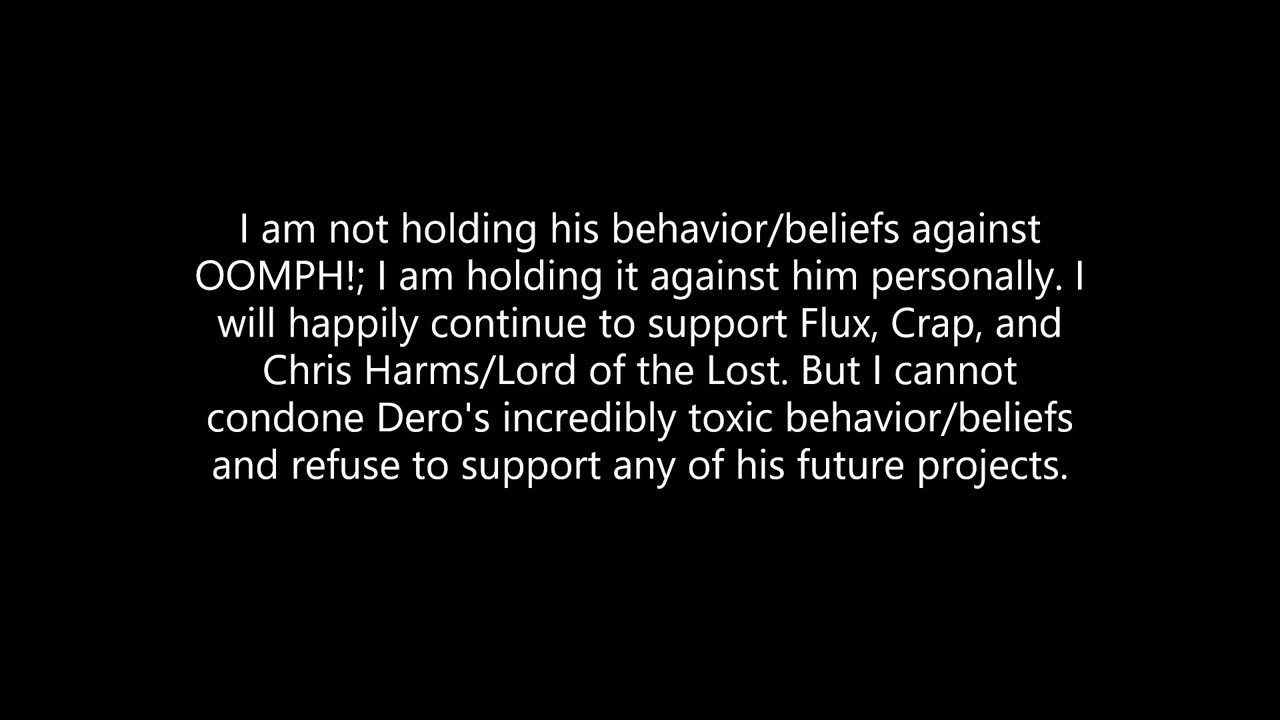 I am not holding his behavior/beliefs against
OOMPH!; I am holding it against him personally. I
will happily continue to support Flux, Crap, and
Chris Harms/Lord of the Lost. But I cannot
condone Dero's incredibly toxic behavior/beliefs
and refuse to support any of his future projects.